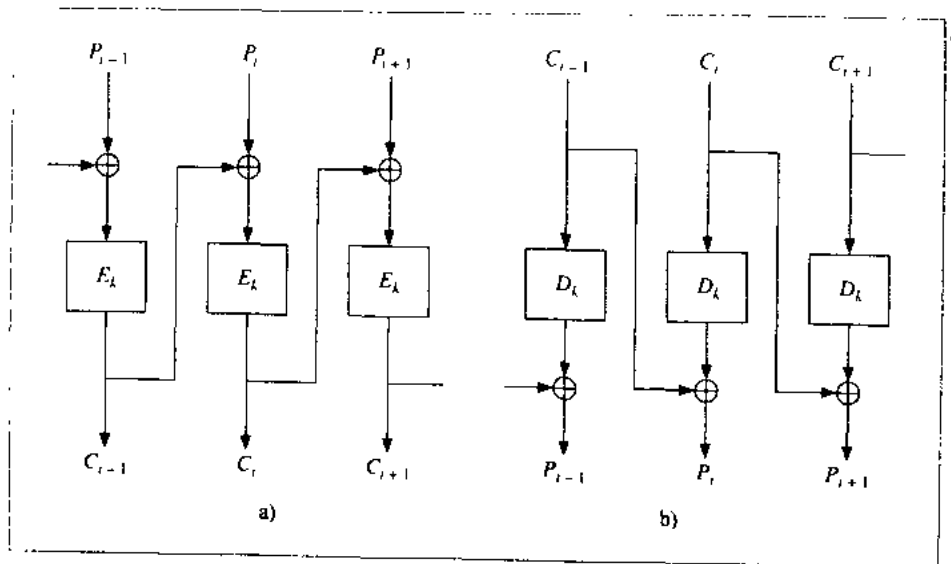 P_{i-1} P_i P_{i+1}
C_{i-1} C_i C_{i+1}
E_k E_k E_k
D_k D_k D_k
C_{i-1} C_i C_{i+1}
P_{i-1} P_i P_{i+1}
a)
b)